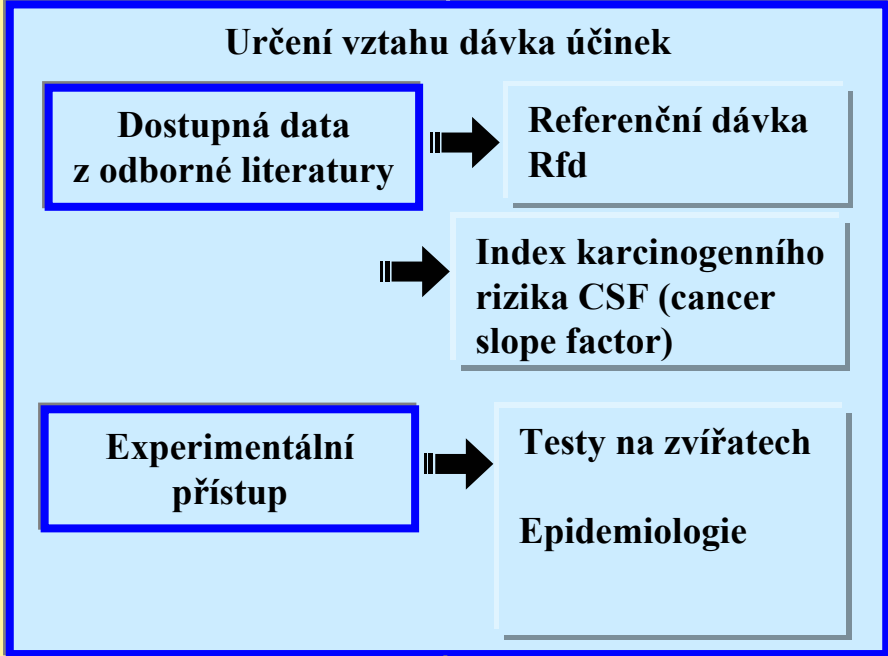 Určení vztahu dávka účinek
Dostupná data
z odborné literatury
Referenční dávka
Rfd
Index karcinogenního
rizika CSF (cancer
slope factor)
Experimentální
přístup
Testy na zvířatech
Epidemiologie